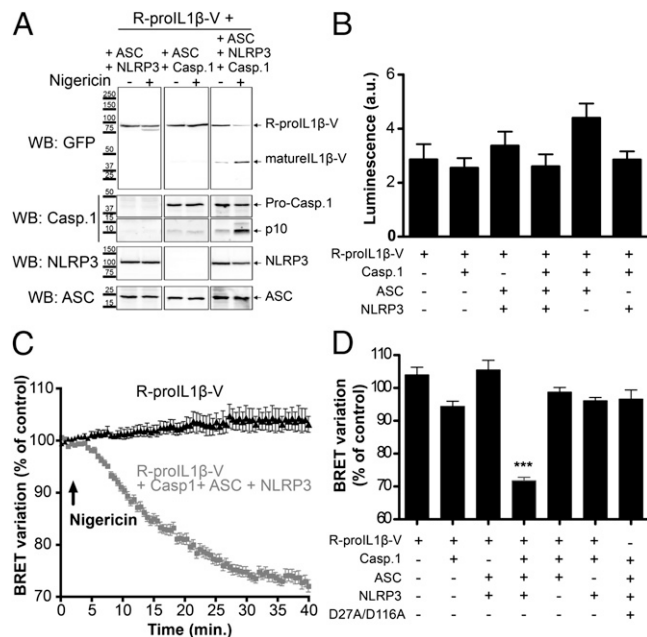 A
R-proIL1β-V +
+ ASC + ASC + ASC
+ NLRP3 + Casp.1 + NLRP3
+ Casp.1
Nigericin - + - + - +
WB: GFP
250
150
100
75
50
37
25
R-proIL1β-V
matureIL1β-V
WB: Casp.1
50
37
Pro-Casp.1
10
p10
WB: NLRP3
150
100
75
NLRP3
WB: ASC
25
20
15
ASC
B
Luminescence (a.u.)
8
6
4
2
0
R-proIL1β-V + + + + + +
Casp.1 - + - + + +
ASC - - + + + -
NLRP3 - - + + - +
C
BRET variation (% of control)
110
100
90
80
70
R-proIL1β-V
R-proIL1β-V
+ Casp1+ ASC + NLRP3
Nigericin
0 5 10 15 20 25 30 35 40
Time (min.)
D
BRET variation
(% of control)
110
100
90
80
70
60
***
R-proIL1β-V + + + + + + -
Casp.1 - + - + + + +
ASC - - + + + - +
NLRP3 - - + + - + +
D27A/D116A - - - - - - +